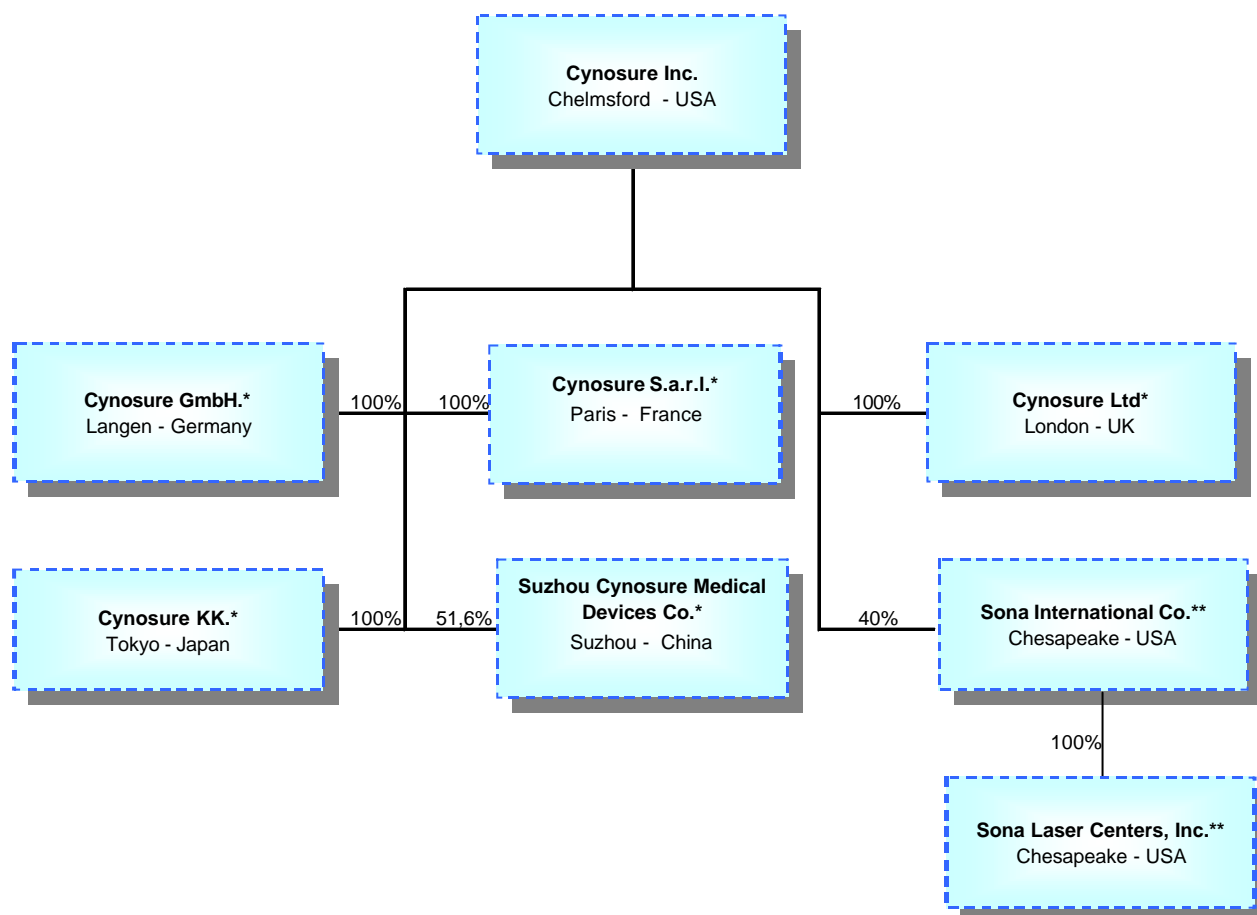 Cynosure Inc.
Chelmsford - USA
Cynosure GmbH.*
Langen - Germany
100%
100%
Cynosure S.a.r.l.*
Paris - France
100%
Cynosure Ltd*
London - UK
Cynosure KK.*
Tokyo - Japan
100%
51,6%
Suzhou Cynosure Medical
Devices Co.*
Suzhou - China
40%
Sona International Co.**
Chesapeake - USA
100%
Sona Laser Centers, Inc.**
Chesapeake - USA